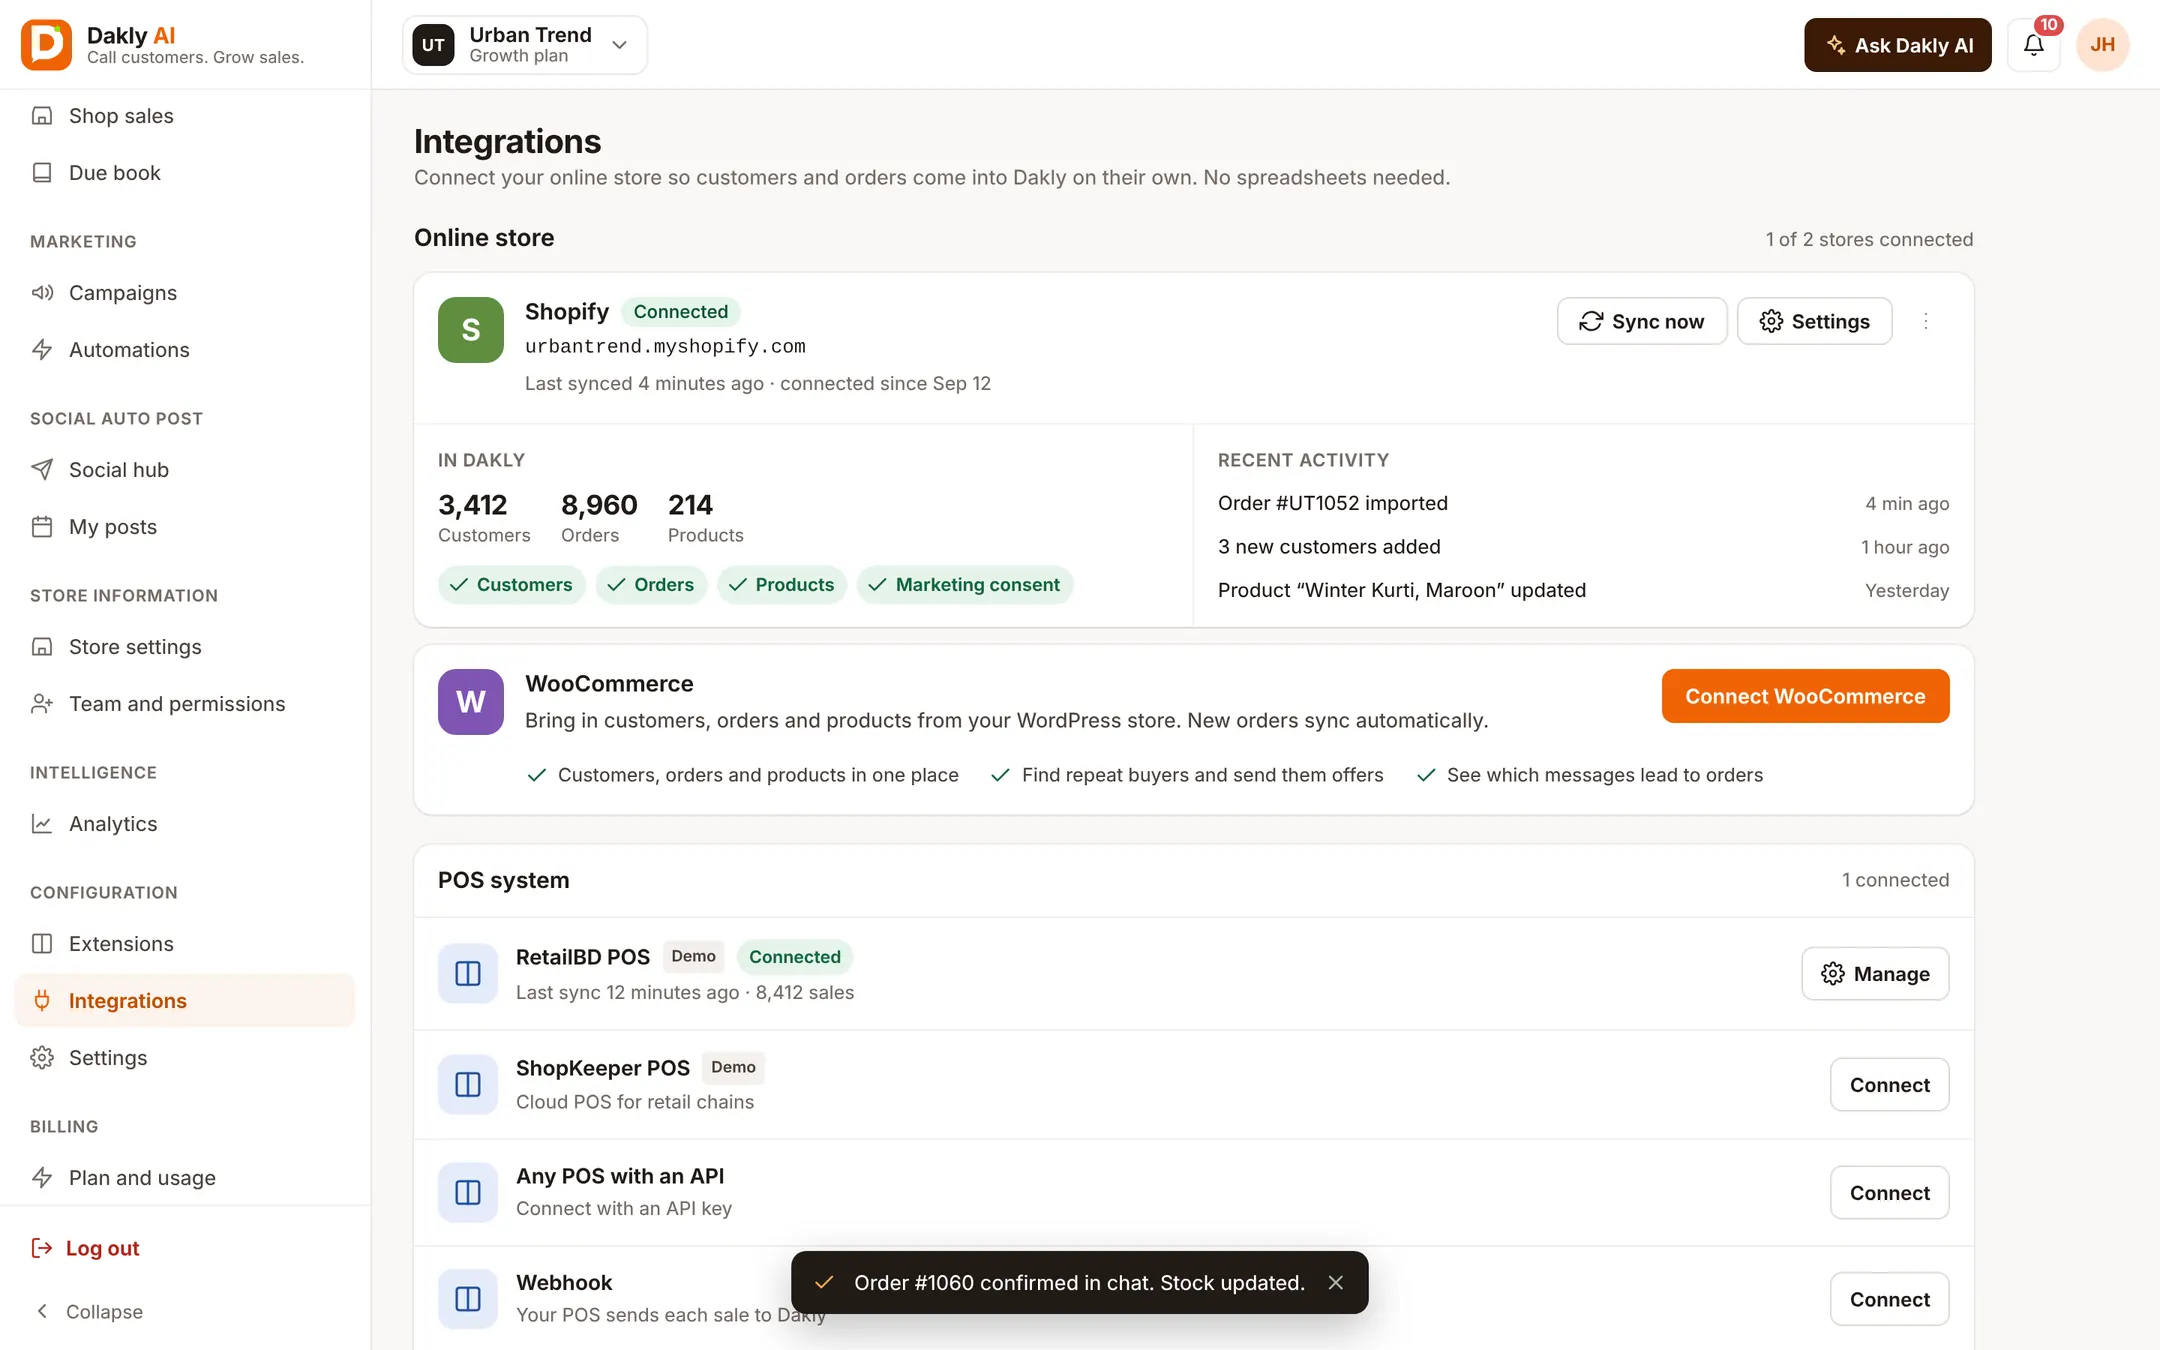 Dakly AI
Call customers. Grow sales.
UT
Urban Trend
Growth plan
Ask Dakly AI
10
JH
Shop sales
Due book
MARKETING
Campaigns
Automations
SOCIAL AUTO POST
Social hub
My posts
STORE INFORMATION
Store settings
Team and permissions
INTELLIGENCE
Analytics
CONFIGURATION
Extensions
Integrations
Settings
BILLING
Plan and usage
Log out
Collapse
Integrations
Connect your online store so customers and orders come into Dakly on their own. No spreadsheets needed.
Online store
1 of 2 stores connected
S
Shopify
Connected
urbantrend.myshopify.com
Last synced 4 minutes ago · connected since Sep 12
Sync now
Settings
IN DAKLY
3,412 8,960 214
Customers Orders Products
Customers Orders Products Marketing consent
RECENT ACTIVITY
Order #UT1052 imported 4 min ago
3 new customers added 1 hour ago
Product “Winter Kurti, Maroon” updated Yesterday
W
WooCommerce
Bring in customers, orders and products from your WordPress store. New orders sync automatically.
Connect WooCommerce
Customers, orders and products in one place Find repeat buyers and send them offers See which messages lead to orders
POS system
1 connected
RetailBD POS Demo Connected
Last sync 12 minutes ago · 8,412 sales
Manage
ShopKeeper POS Demo
Cloud POS for retail chains
Connect
Any POS with an API
Connect with an API key
Connect
Webhook
Your POS sends each sale to Dakly
Connect
Order #1060 confirmed in chat. Stock updated.